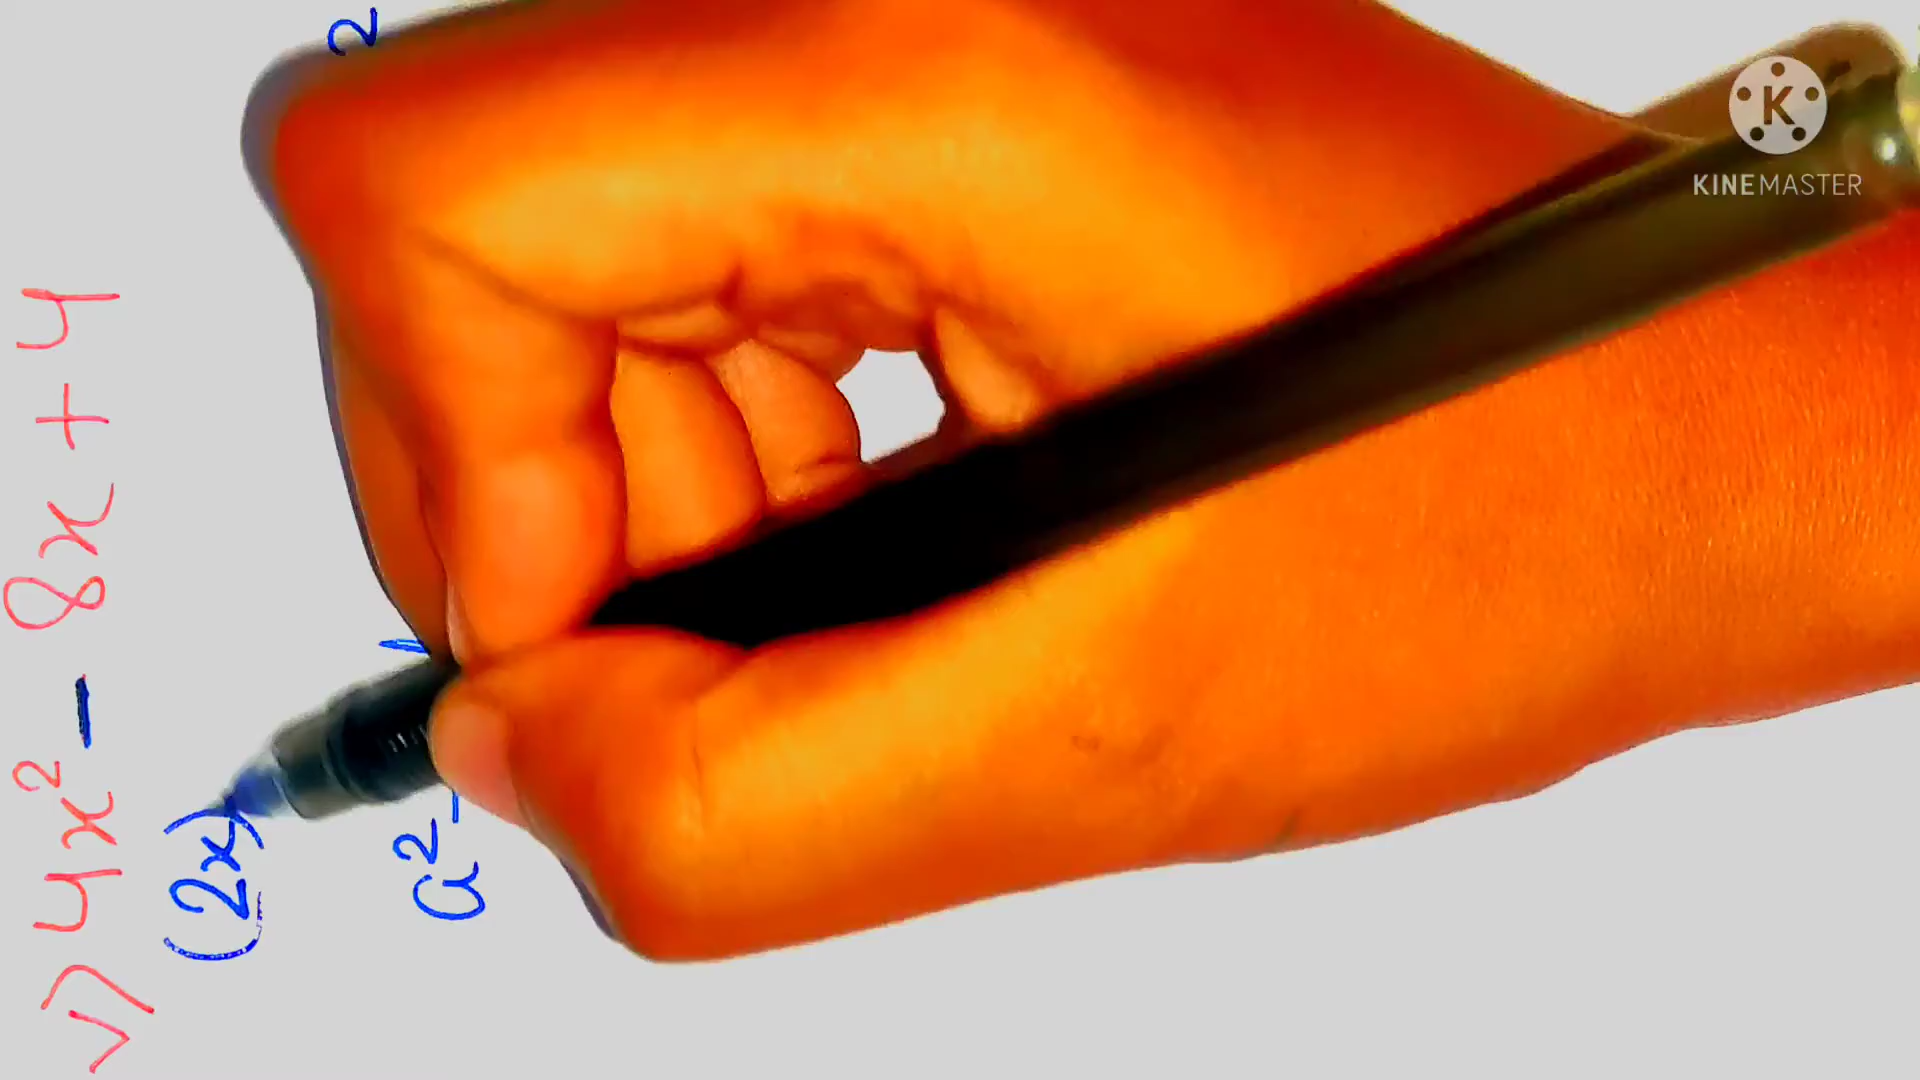 v) 4x² - 8x + 4
(2x)
a² -
2
KINEMASTER